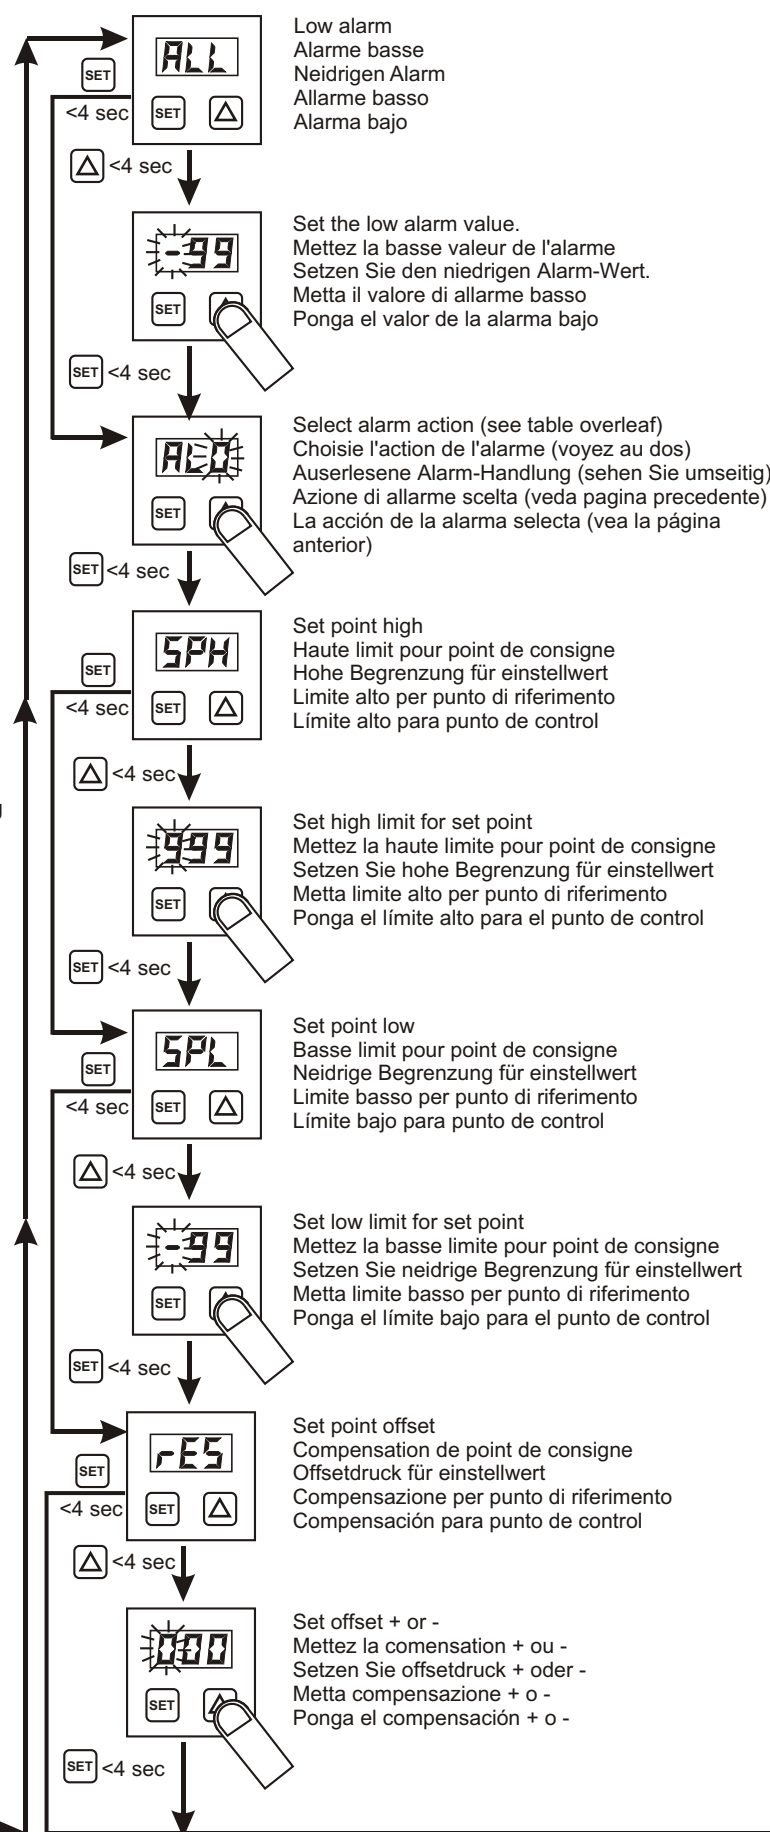 ALL
SET
Low alarm
Alarme basse
Neidrigen Alarm
Allarme basso
Alarma bajo
SET
<4 sec
<4 sec
-99
SET
Set the low alarm value.
Mettez la basse valeur de l'alarme
Setzen Sie den niedrigen Alarm-Wert.
Metta il valore di allarme basso
Ponga el valor de la alarma bajo
SET <4 sec
AL0
SET
Select alarm action (see table overleaf)
Choisie l'action de l'alarme (voyez au dos)
Auserlesene Alarm-Handlung (sehen Sie umseitig)
Azione di allarme scelta (veda pagina precedente)
La acción de la alarma selecta (vea la página
anterior)
SET <4 sec
SPH
SET
Set point high
Haute limit pour point de consigne
Hohe Begrenzung für einstellwert
Limite alto per punto di riferimento
Límite alto para punto de control
SET
<4 sec
<4 sec
999
SET
Set high limit for set point
Mettez la haute limite pour point de consigne
Setzen Sie hohe Begrenzung für einstellwert
Metta limite alto per punto di riferimento
Ponga el límite alto para el punto de control
SET <4 sec
SPL
SET
Set point low
Basse limit pour point de consigne
Neidrige Begrenzung für einstellwert
Limite basso per punto di riferimento
Límite bajo para punto de control
SET
<4 sec
<4 sec
-99
SET
Set low limit for set point
Mettez la basse limite pour point de consigne
Setzen Sie neidrige Begrenzung für einstellwert
Metta limite basso per punto di riferimento
Ponga el límite bajo para el punto de control
SET <4 sec
rES
SET
Set point offset
Compensation de point de consigne
Offsetdruck für einstellwert
Compensazione per punto di riferimento
Compensación para punto de control
SET
<4 sec
<4 sec
000
SET
Set offset + or -
Mettez la comensation + ou -
Setzen Sie offsetdruck + oder -
Metta compensazione + o -
Ponga el compensación + o -
SET <4 sec